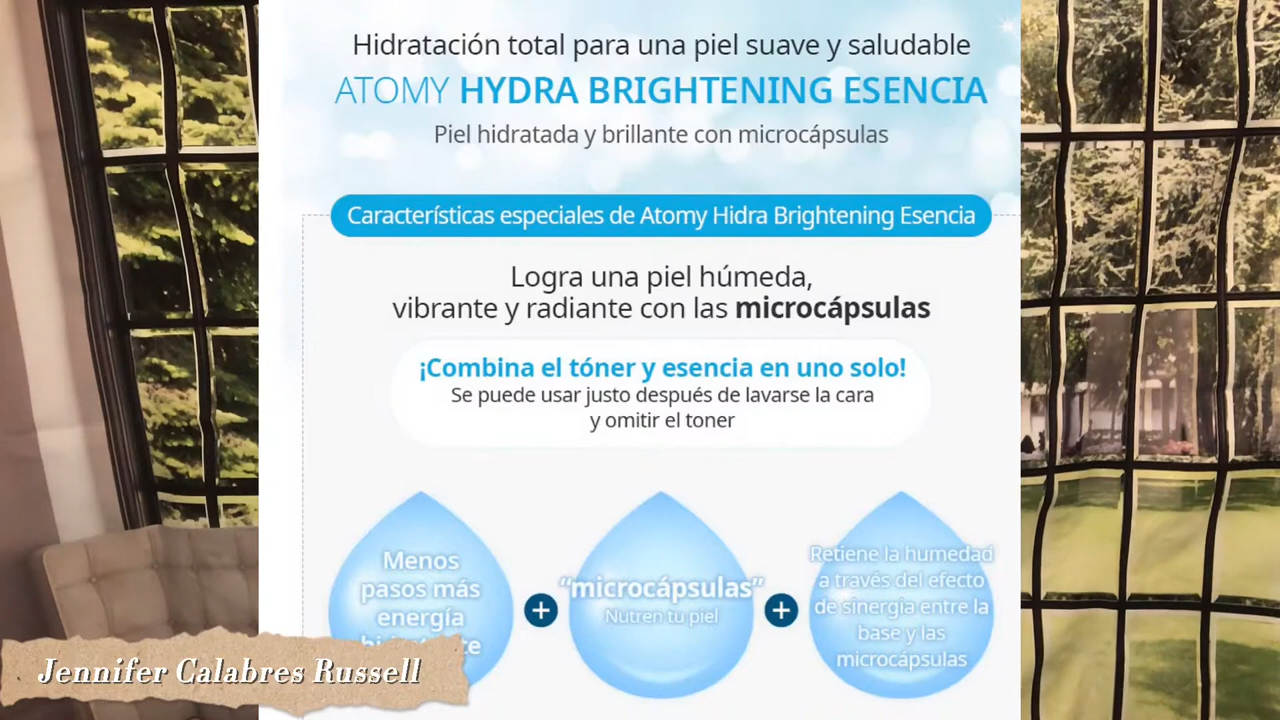 Hidratación total para una piel suave y saludable
ATOMY HYDRA BRIGHTENING ESENCIA
Piel hidratada y brillante con microcápsulas
Características especiales de Atomy Hidra Brightening Esencia
Logra una piel húmeda,
vibrante y radiante con las microcápsulas
¡Combina el tóner y esencia en uno solo!
Se puede usar justo después de lavarse la cara
y omitir el toner
Menos
pasos más
energía
+
"microcápsulas"
Nutren tu piel
+
Retiene la humedad
a través del efecto
de sinergia entre la
base y las
microcápsulas
Jennifer Calabres Russell